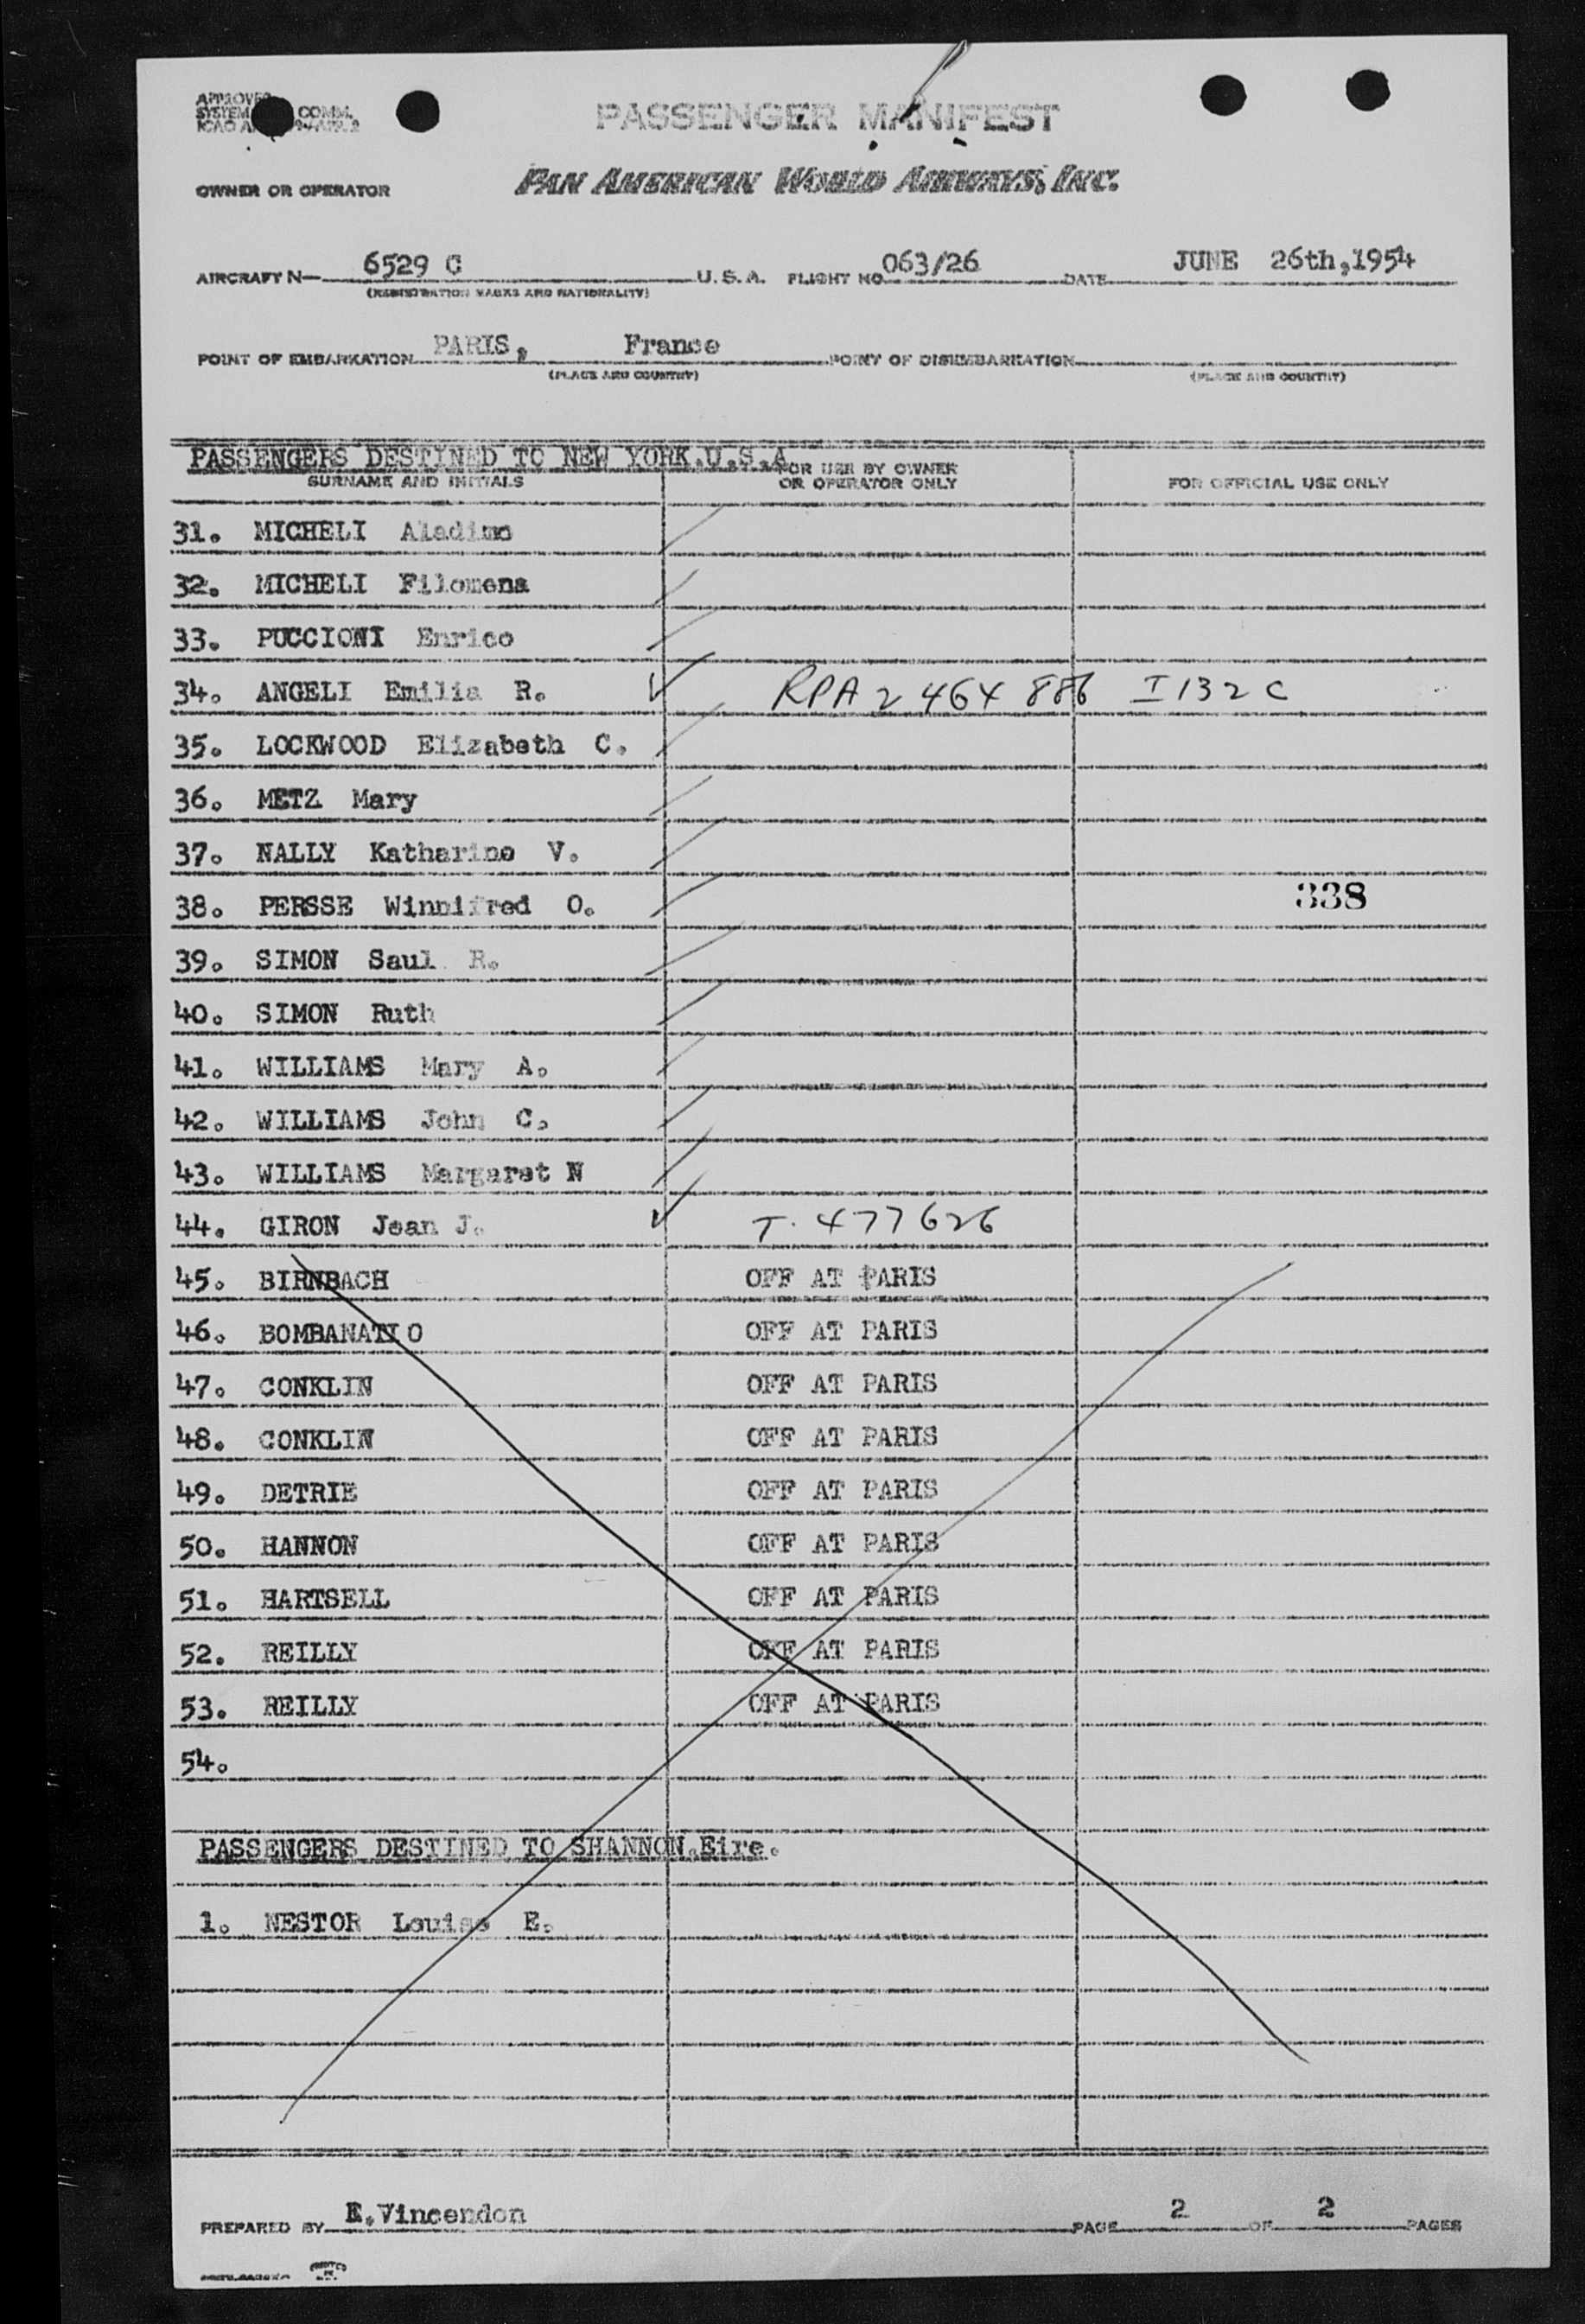 PASSENGER MANIFEST
OWNER OR OPERATOR PAN AMERICAN WORLD AIRWAYS, INC.
AIRCRAFT N— 6529 C U. S. A. FLIGHT NO. 063/26 DATE JUNE 26th,1954
(REGISTRATION MARKS AND NATIONALITY)
POINT OF EMBARKATION PARIS, France POINT OF DISEMBARKATION
(PLACE AND COUNTRY) (PLACE AND COUNTRY)
PASSENGERS DESTINED TO NEW YORK.U.S.A
SURNAME AND INITIALS FOR USE BY OWNER OR OPERATOR ONLY FOR OFFICIAL USE ONLY
31. MICHELI Aladimo
32. MICHELI Filomena
33. PUCCIONI Enrico
34. ANGELI Emilia R. RPA 2 464 886 I 132 C
35. LOCKWOOD Elizabeth C.
36. METZ Mary
37. NALLY Katharine V.
38. PERSSE Winnifred O. 338
39. SIMON Saul R.
40. SIMON Ruth
41. WILLIAMS Mary A.
42. WILLIAMS John C.
43. WILLIAMS Margaret N
44. GIRON Jean J. T. 477626
45. BIRNBACH OFF AT PARIS
46. OFF AT PARIS
47. CONKLIN OFF AT PARIS
48. CONKLIN OFF AT PARIS
49. DETRIE OFF AT PARIS
50. HANNON OFF AT PARIS
51. HARTSELL OFF AT PARIS
52. REILLY OFF AT PARIS
53. REILLY OFF AT PARIS
54.
PASSENGERS DESTINED TO SHANNON.Eire.
1. NESTOR Louise E.
PREPARED BY E.Vincendon PAGE 2 OF 2 PAGES